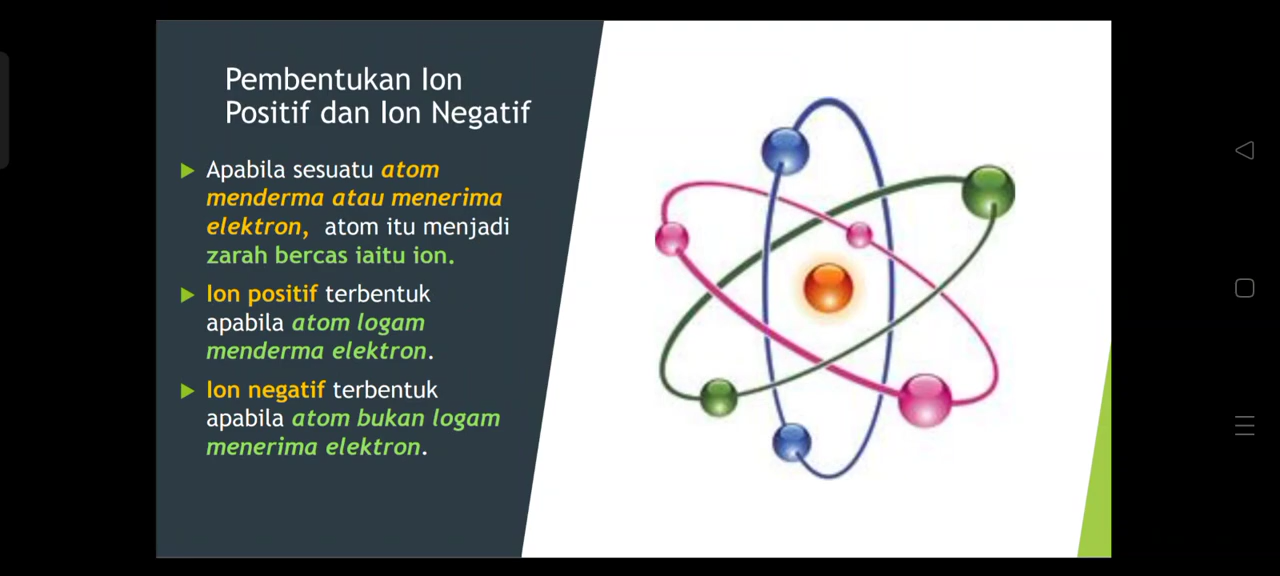 Pembentukan Ion
Positif dan Ion Negatif
Apabila sesuatu atom
menderma atau menerima
elektron, atom itu menjadi
zarah bercas iaitu ion.
Ion positif terbentuk
apabila atom logam
menderma elektron.
Ion negatif terbentuk
apabila atom bukan logam
menerima elektron.